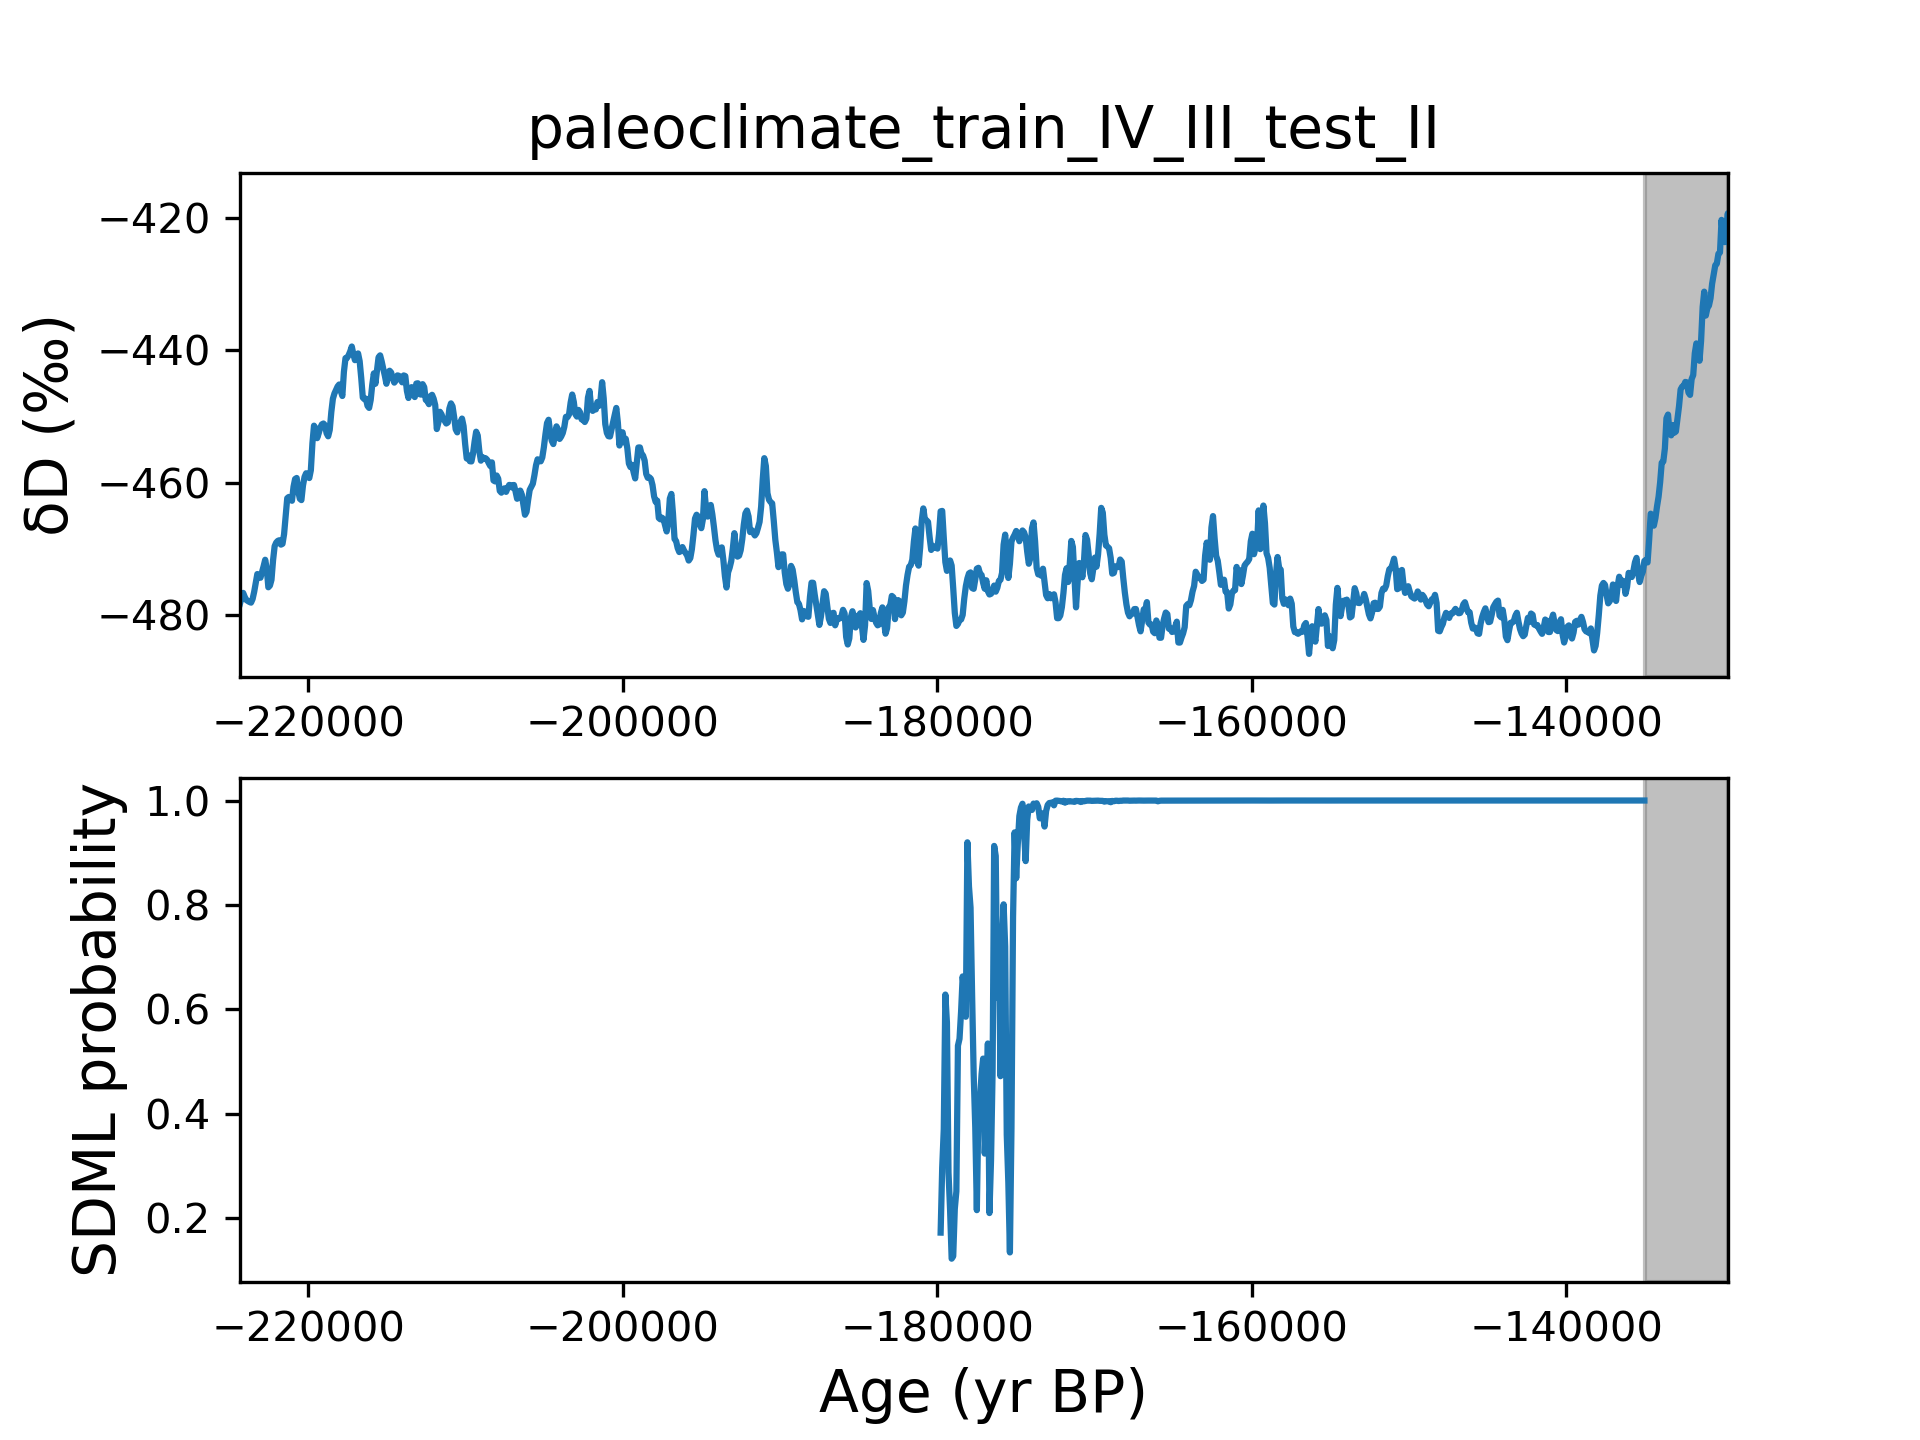 paleoclimate_train_IV_III_test_II
δD (‰)
−420
−440
−460
−480
−220000 −200000 −180000 −160000 −140000
SDML probability
1.0
0.8
0.6
0.4
0.2
−220000 −200000 −180000 −160000 −140000
Age (yr BP)